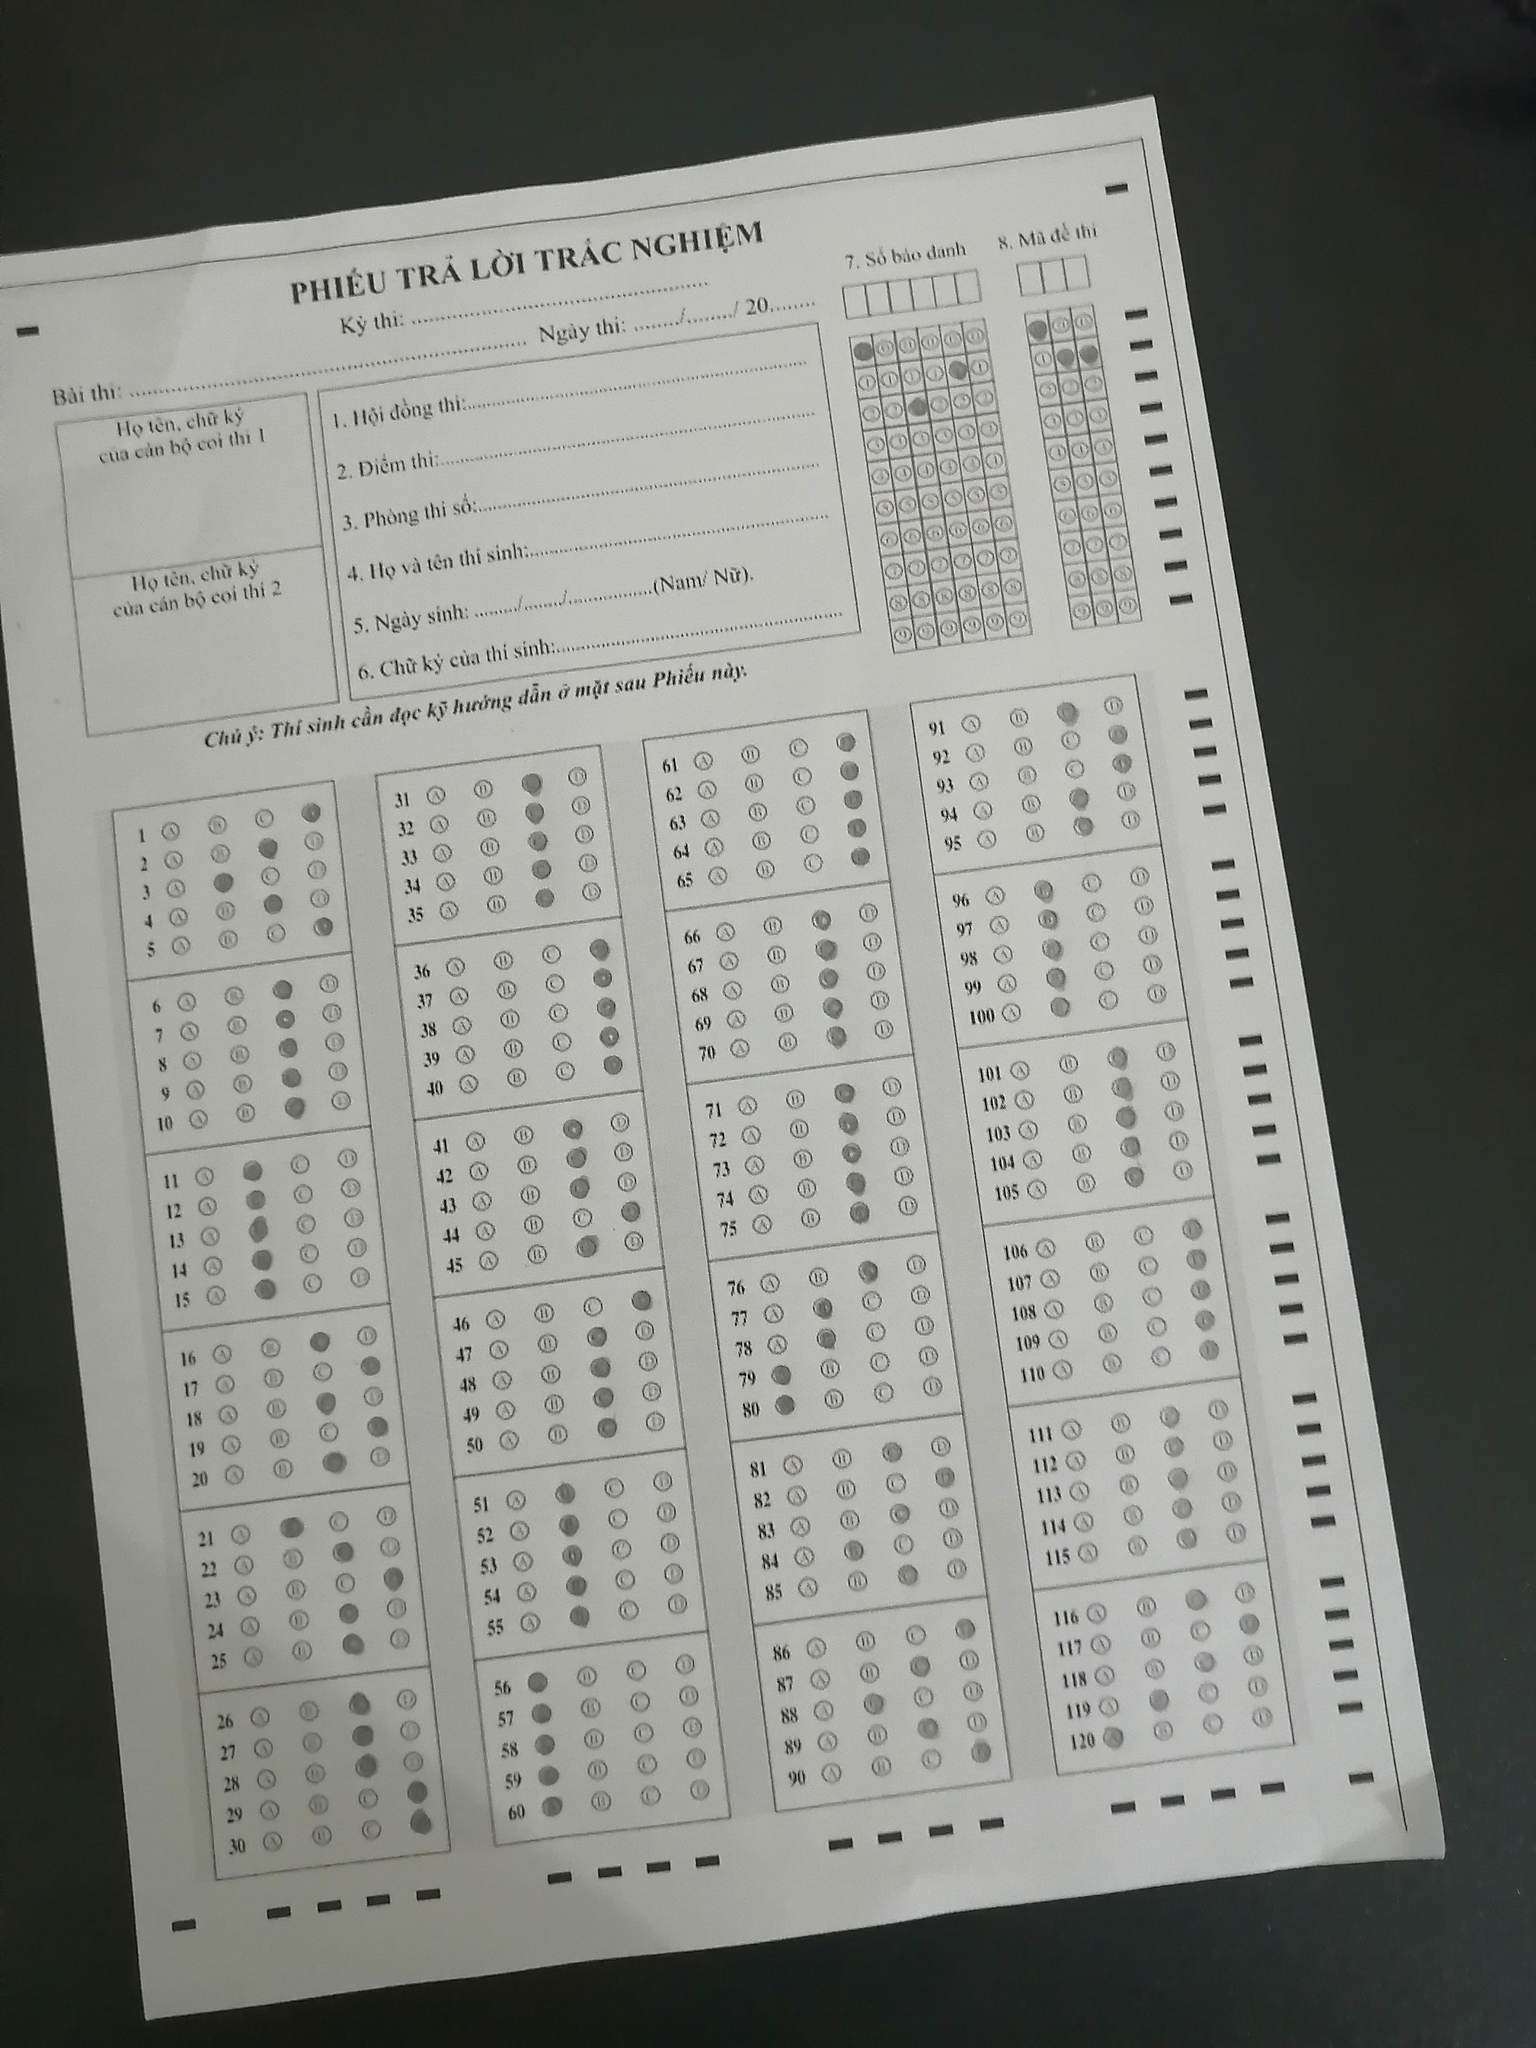 PHIẾU TRẢ LỜI TRẮC NGHIỆM
Kỳ thi: ................................................
Bài thi: ................................................................ Ngày thi: ......../......../ 20........
Họ tên, chữ ký
của cán bộ coi thi 1
Họ tên, chữ ký
của cán bộ coi thi 2
1. Hội đồng thi:
2. Điểm thi:
3. Phòng thi số:
4. Họ và tên thí sinh:
5. Ngày sinh: ......../......../................(Nam/ Nữ).
6. Chữ ký của thí sinh:
7. Số báo danh
8. Mã đề thi
Chú ý: Thí sinh cần đọc kỹ hướng dẫn ở mặt sau Phiếu này.
1 A B C
2 A B D
3 A C D
4 A B D
5 A B C
6 A B D
7 A B D
8 A B D
9 A B D
10 A B D
11 A C D
12 A C D
13 A C D
14 A C D
15 A C D
16 A B D
17 A B C
18 A B D
19 A B C
20 A B D
21 A C D
22 A B D
23 A B C
24 A B D
25 A B D
26 A B D
27 A B D
28 A B D
29 A B C
30 A B C
31 A B D
32 A B D
33 A B D
34 A B D
35 A B D
36 A B C
37 A B C
38 A B C
39 A B C
40 A B C
41 A B D
42 A B D
43 A B D
44 A B C
45 A B D
46 A B C
47 A B D
48 A B D
49 A B D
50 A B D
51 A C D
52 A C D
53 A C D
54 A C D
55 A C D
56 B C D
57 B C D
58 B C D
59 B C D
60 B C D
61 A B C
62 A B C
63 A B C
64 A B C
65 A B C
66 A B D
67 A B D
68 A B D
69 A B D
70 A B D
71 A B D
72 A B D
73 A B D
74 A B D
75 A B D
76 A B D
77 A C D
78 A C D
79 B C D
80 B C D
81 A B D
82 A B C
83 A B D
84 A C D
85 A B D
86 A B C
87 A B D
88 A C D
89 A B D
90 A B C
91 A B D
92 A B C
93 A B C
94 A B D
95 A B D
96 A C D
97 A C D
98 A C D
99 A C D
100 A C D
101 A B D
102 A B D
103 A B D
104 A B D
105 A B D
106 A B C
107 A B C
108 A B C
109 A B C
110 A B C
111 A B D
112 A B D
113 A B D
114 A B D
115 A B D
116 A B D
117 A B C
118 A B D
119 A C D
120 B C D